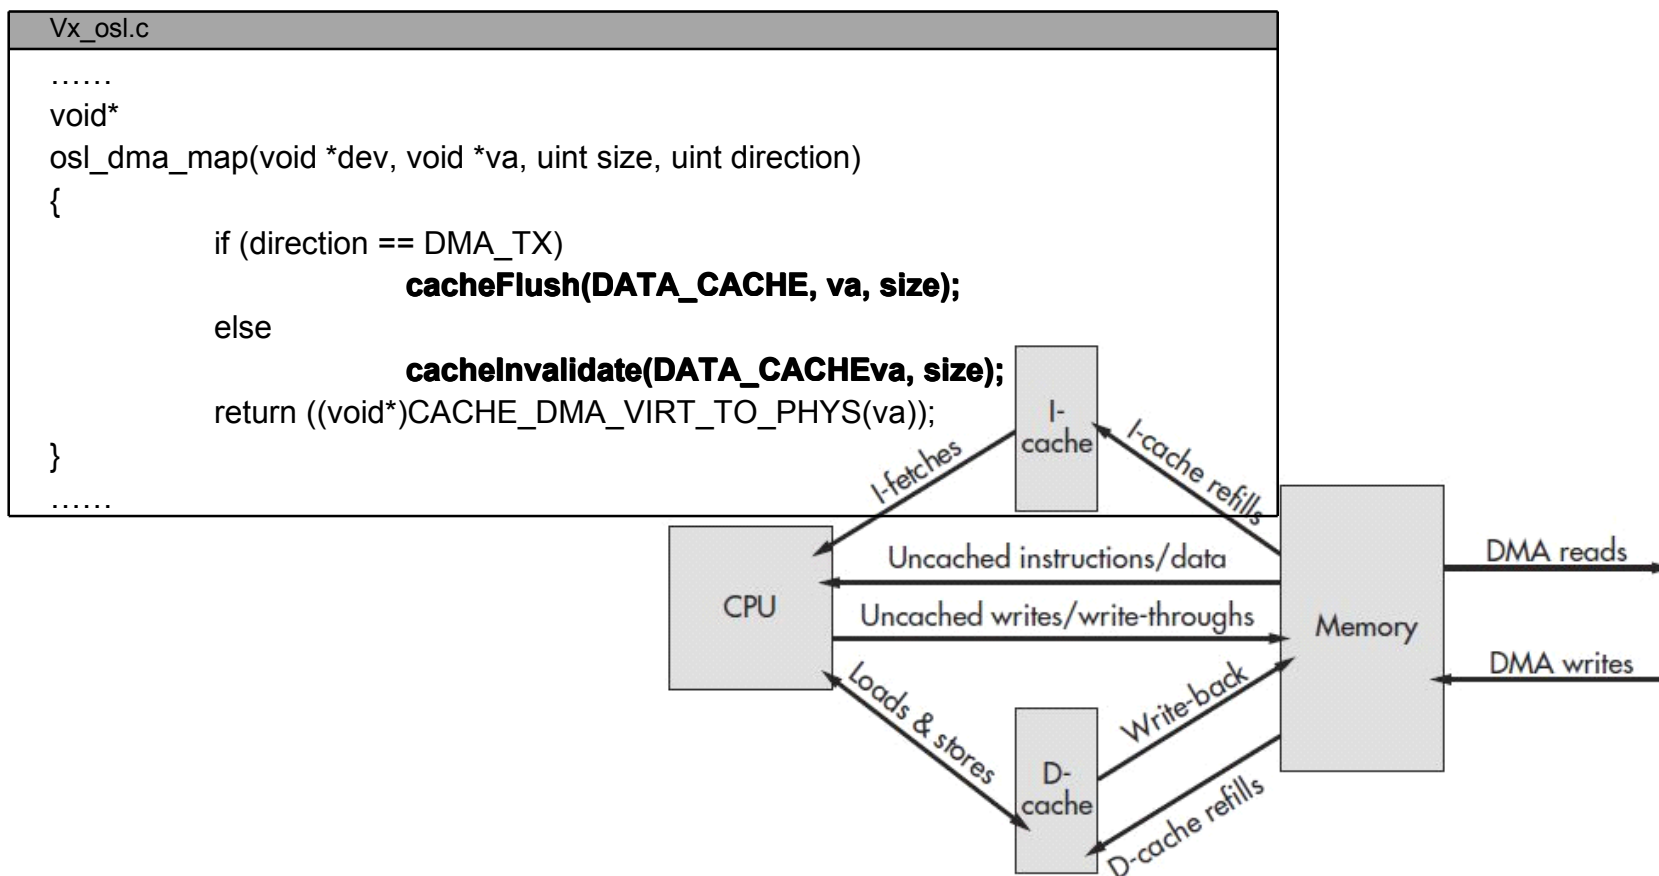 Vx_osl.c
......
void*
osl_dma_map(void *dev, void *va, uint size, uint direction)
{
if (direction == DMA_TX)
cacheFlush(DATA_CACHE, va, size);
else
cacheInvalidate(DATA_CACHEva, size);
return ((void*)CACHE_DMA_VIRT_TO_PHYS(va));
}
......
I-
cache
I-fetches
I-cache refills
Uncached instructions/data
DMA reads
CPU
Uncached writes/write-throughs
Memory
DMA writes
Loads & stores
Write-back
D-
cache
D-cache refills